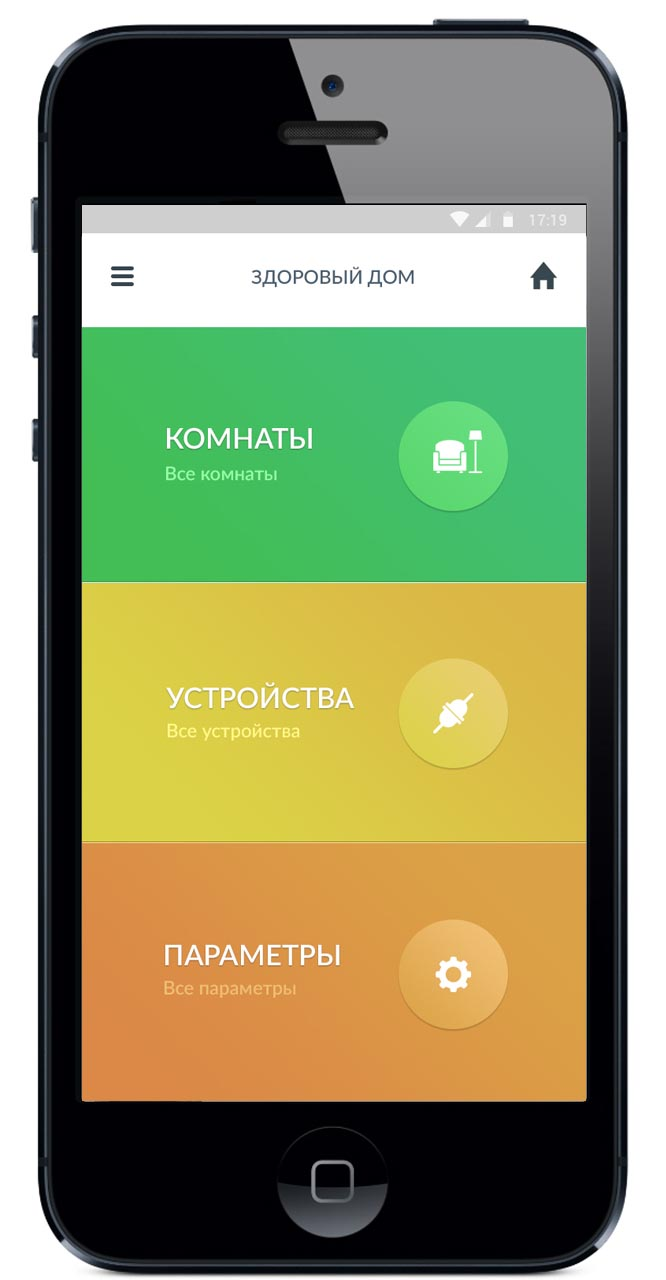 17:19
ЗДОРОВЫЙ ДОМ
КОМНАТЫ
Все комнаты
УСТРОЙСТВА
Все устройства
ПАРАМЕТРЫ
Все параметры